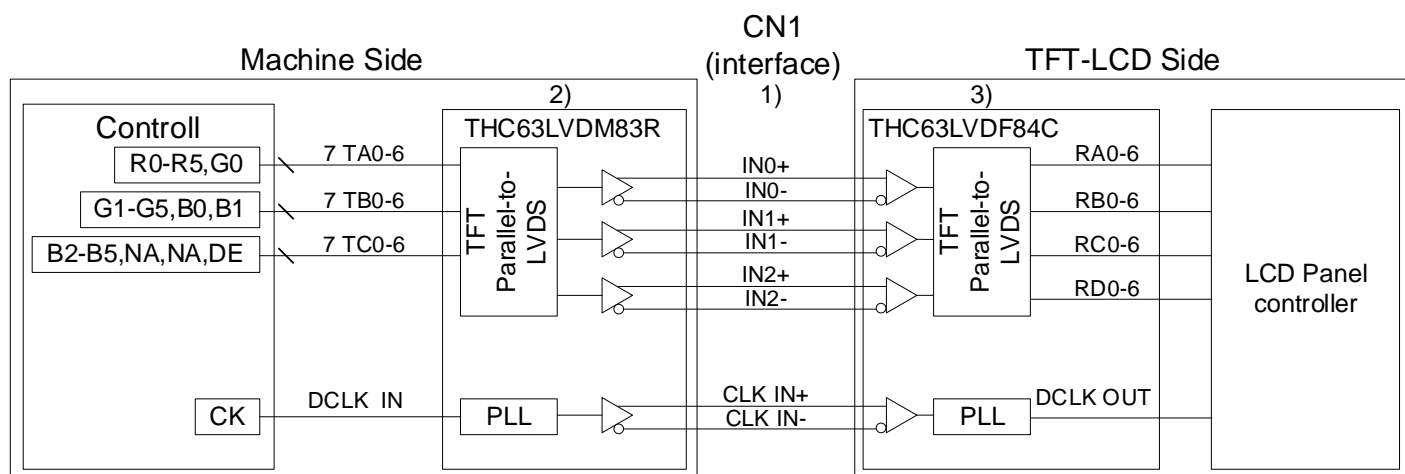 CN1
Machine Side
(interface)
TFT-LCD Side
2)
1)
3)
Controll
THC63LVDM83R
THC63LVDF84C
R0-R5,G0
7 TA0-6
TFT
Parallel-to-
LVDS
IN0+
IN0-
TFT
Parallel-to-
LVDS
RA0-6
G1-G5,B0,B1
7 TB0-6
IN1+
IN1-
RB0-6
B2-B5,NA,NA,DE
7 TC0-6
IN2+
IN2-
RC0-6
RD0-6
LCD Panel
controller
CK
DCLK IN
PLL
CLK IN+
CLK IN-
PLL
DCLK OUT